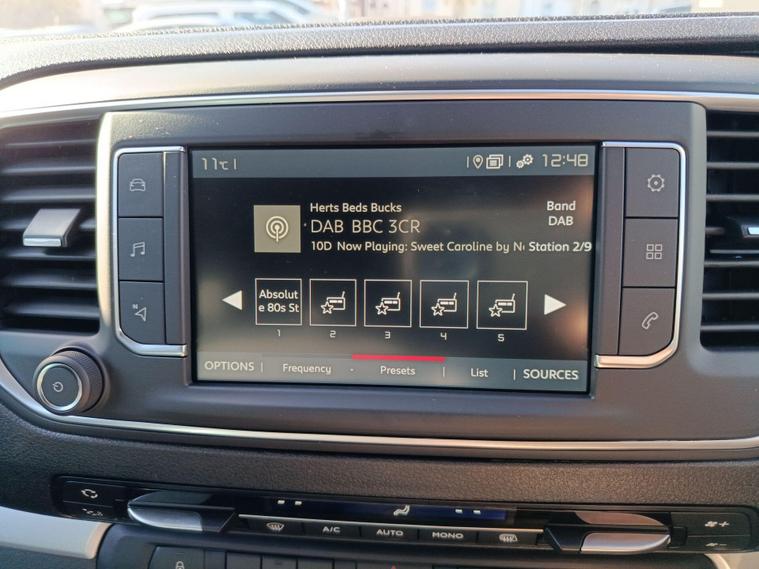 11℃
12:48
Herts Beds Bucks
DAB BBC 3CR
10D Now Playing: Sweet Caroline by N
Station 2/9
Band
DAB
Absolut
e 80s St
1 2 3 4 5
OPTIONS Frequency Presets List SOURCES
N
A/C AUTO MONO